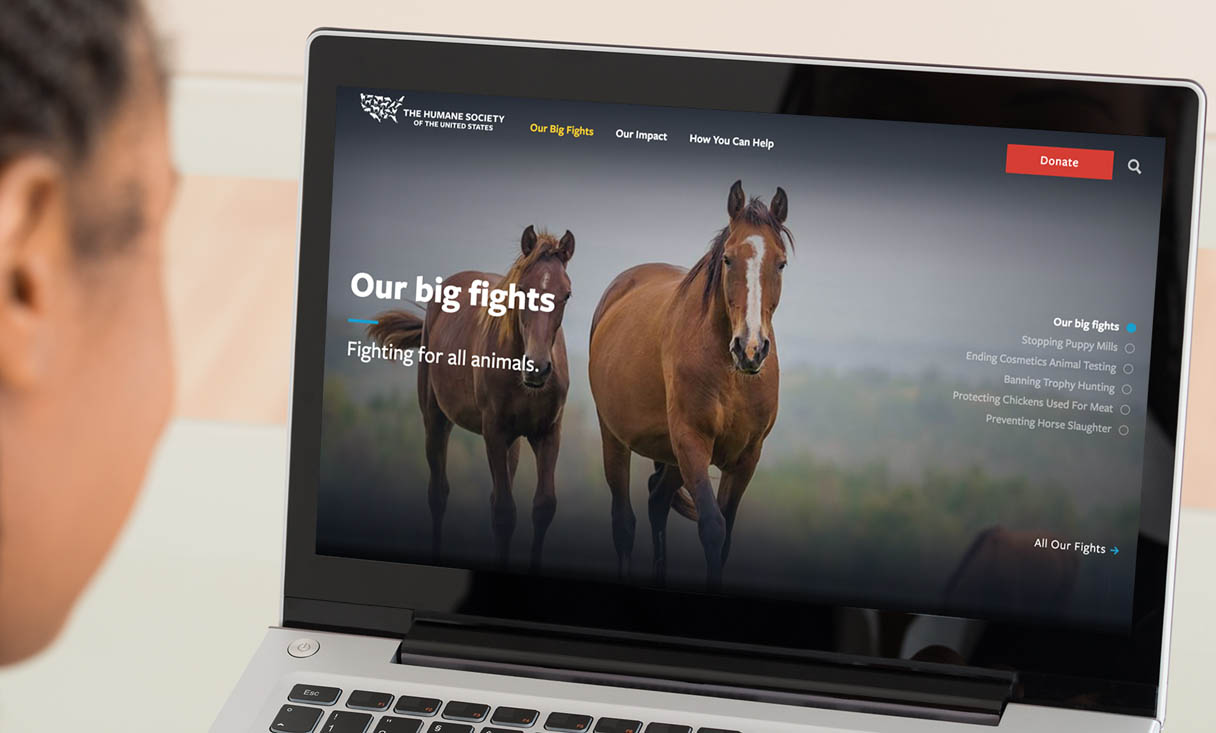 THE HUMANE SOCIETY
OF THE UNITED STATES
Our Big Fights
Our Impact
How You Can Help
Donate
Our big fights
Fighting for all animals.
Our big fights
Stopping Puppy Mills
Ending Cosmetics Animal Testing
Banning Trophy Hunting
Protecting Chickens Used For Meat
Preventing Horse Slaughter
All Our Fights →
Esc